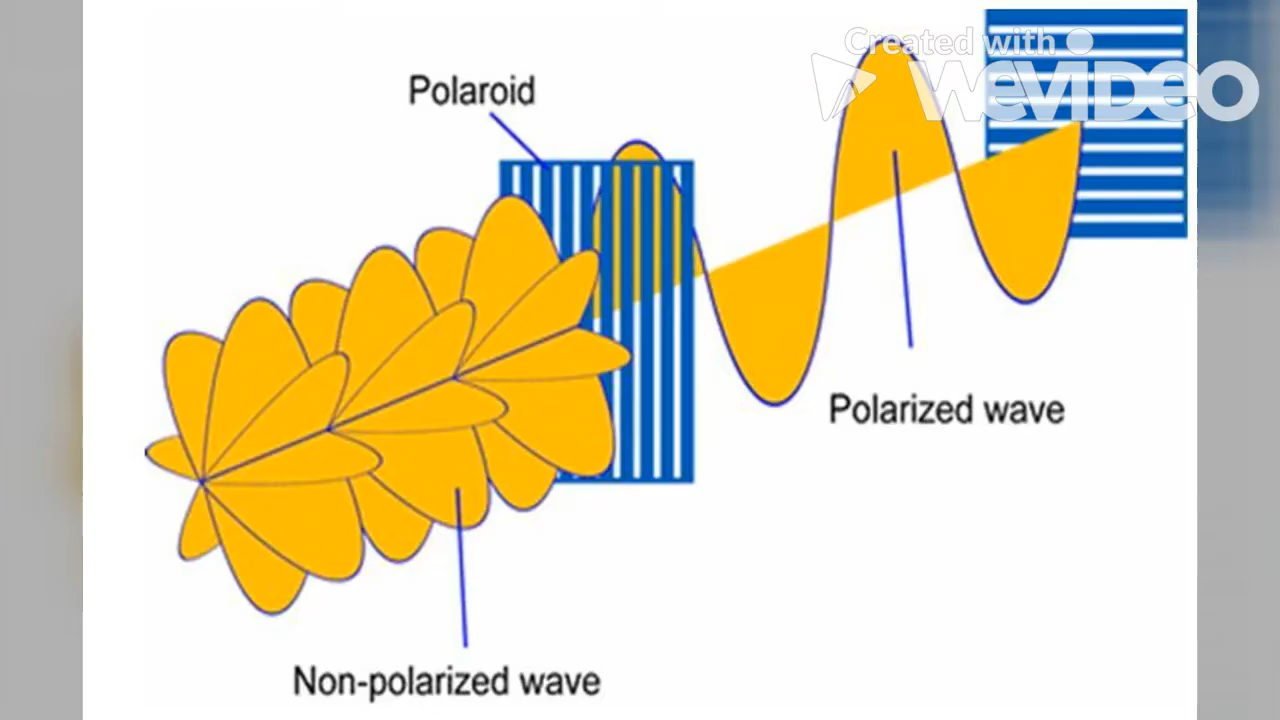 Created with
WEVIDEO
Polaroid
Polarized wave
Non-polarized wave